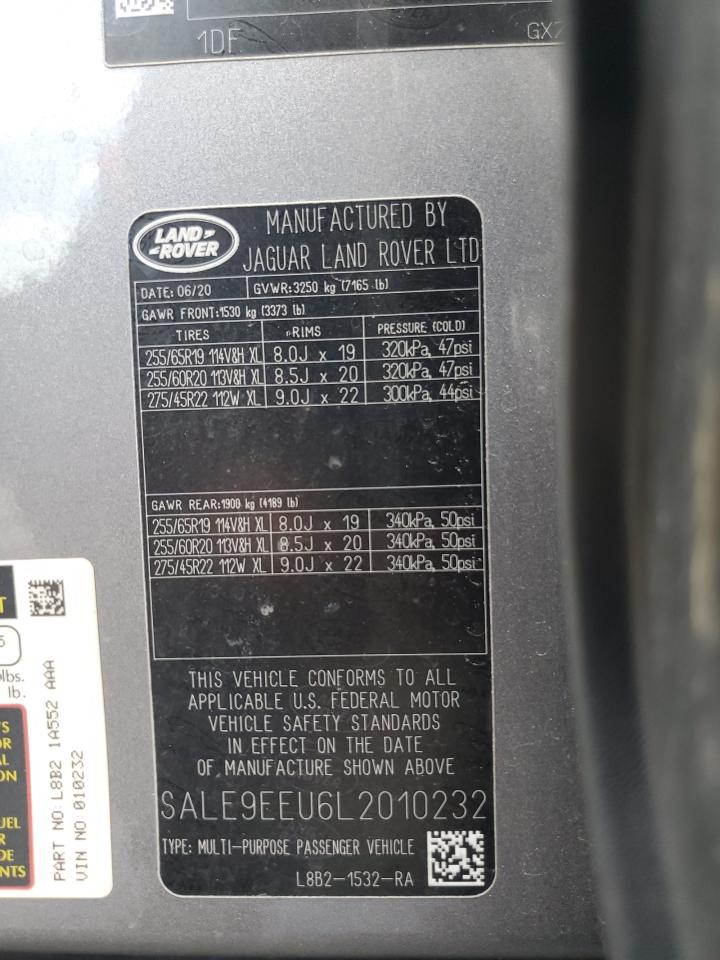 1DF
GX
LAND
ROVER
MANUFACTURED BY
JAGUAR LAND ROVER LTD
DATE: 06/20 GVWR:3250 kg (7165 lb)
GAWR FRONT:1530 kg (3373 lb)
TIRES RIMS PRESSURE (COLD)
255/65R19 114V&H XL 8.0J x 19 320kPa, 47psi
255/60R20 113V&H XL 8.5J x 20 320kPa, 47psi
275/45R22 112W XL 9.0J x 22 300kPa, 44psi
GAWR REAR:1900 kg (4189 lb)
255/65R19 114V&H XL 8.0J x 19 340kPa, 50psi
255/60R20 113V&H XL 8.5J x 20 340kPa, 50psi
275/45R22 112W XL 9.0J x 22 340kPa, 50psi
THIS VEHICLE CONFORMS TO ALL
APPLICABLE U.S. FEDERAL MOTOR
VEHICLE SAFETY STANDARDS
IN EFFECT ON THE DATE
OF MANUFACTURE SHOWN ABOVE
SALE9EEU6L2010232
TYPE: MULTI-PURPOSE PASSENGER VEHICLE
L8B2-1532-RA
lb.
PART NO:L8B2 1A552 AAA
VIN NO:010232